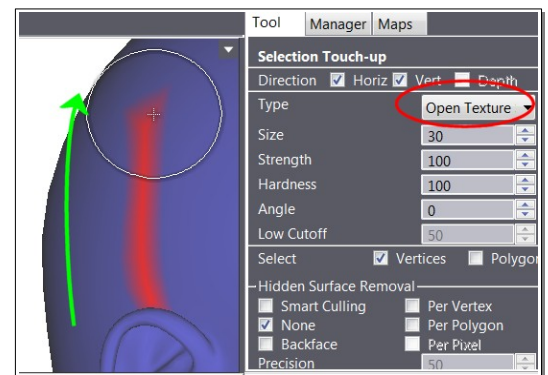 Tool Manager Maps
Selection Touch-up
Direction Horiz Vert Depth
Type Open Texture
Size 30
Strength 100
Hardness 100
Angle 0
Low Cutoff 50
Select Vertices Polygon
Hidden Surface Removal
Smart Culling Per Vertex
None Per Polygon
Backface Per Pixel
Precision 50